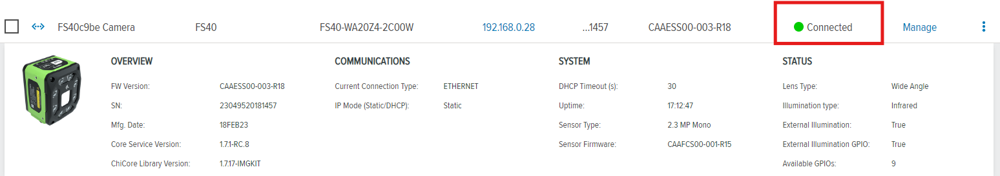 FS40c9be Camera FS40 FS40-WA20Z4-2C00W 192.168.0.28 ...1457 CAAESS00-003-R18 Connected Manage
OVERVIEW COMMUNICATIONS SYSTEM STATUS
FW Version: CAAESS00-003-R18 Current Connection Type: ETHERNET DHCP Timeout (s): 30 Lens Type: Wide Angle
SN: 23049520181457 IP Mode (Static/DHCP): Static Uptime: 17:12:47 Illumination type: Infrared
Mfg. Date: 18FEB23 Sensor Type: 2.3 MP Mono External Illumination: True
Core Service Version: 1.7.1-RC.8 Sensor Firmware: CAAFCS00-001-R15 External Illumination GPIO: True
ChiCore Library Version: 1.7.17-IMGKIT Available GPIOs: 9